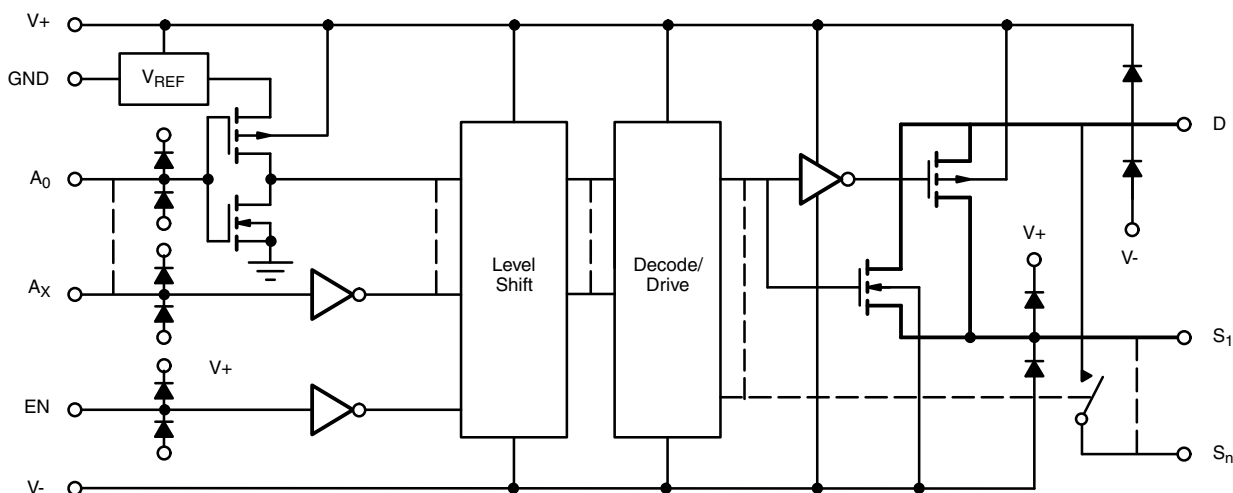 V+
GND
VREF
D
A0
V+
V-
Level
Shift
Decode/
Drive
AX
S1
V+
EN
Sn
V-